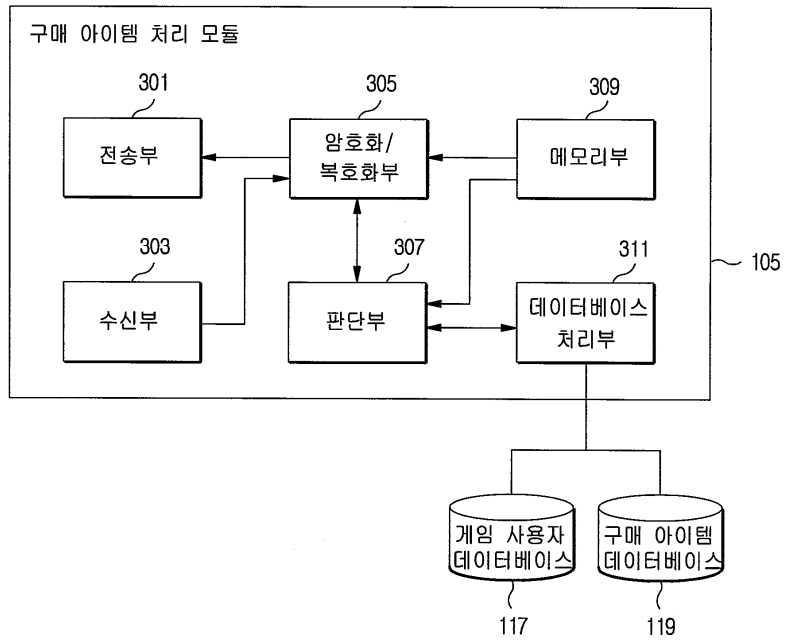 구매 아이템 처리 모듈
301
305
309
전송부
암호화/
복호화부
메모리부
303
307
311
105
수신부
판단부
데이터베이스
처리부
게임 사용자
데이터베이스
구매 아이템
데이터베이스
117
119